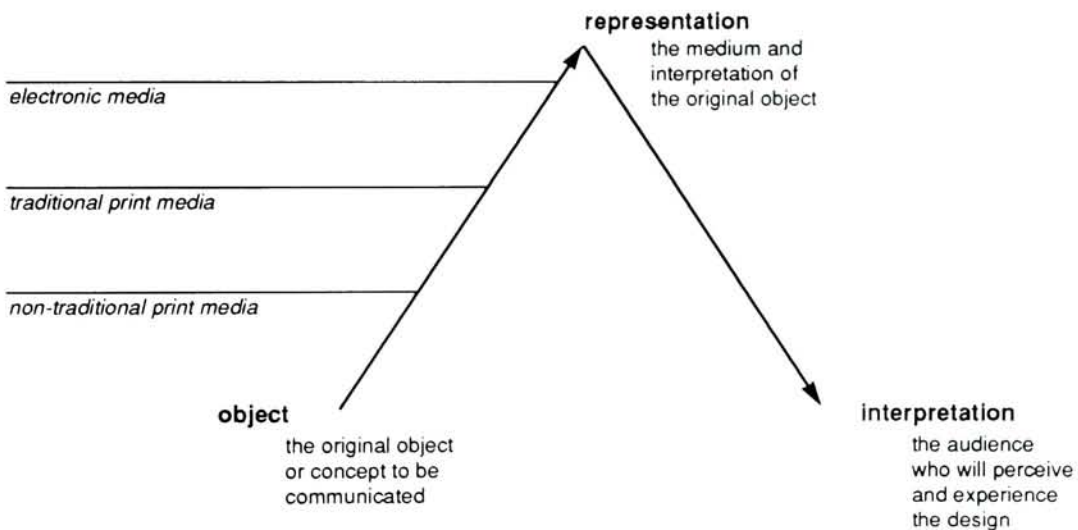 representation
the medium and
interpretation of
the original object
electronic media
traditional print media
non-traditional print media
object
the original object
or concept to be
communicated
interpretation
the audience
who will perceive
and experience
the design